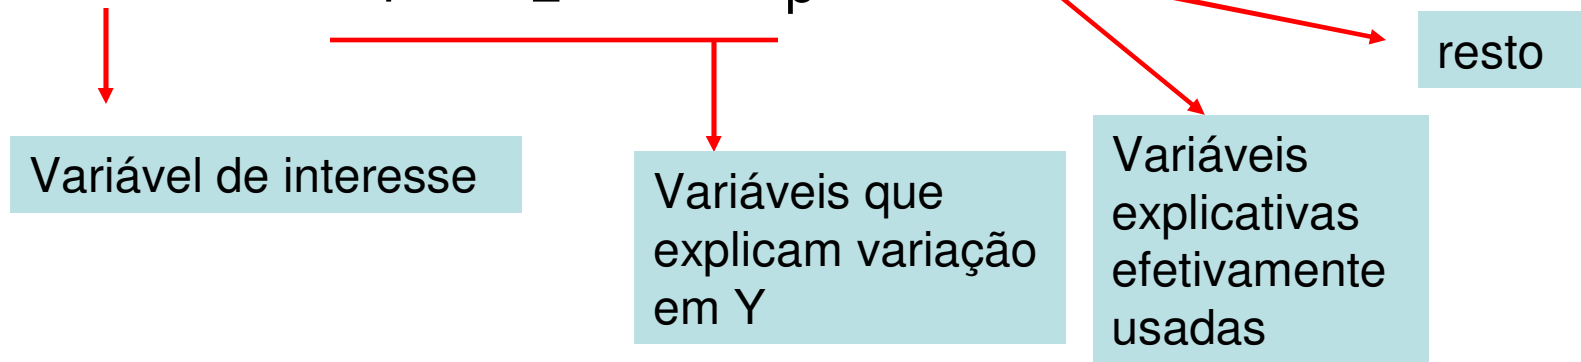 resto
Variável de interesse
Variáveis que
explicam variação
em Y
Variáveis
explicativas
efetivamente
usadas